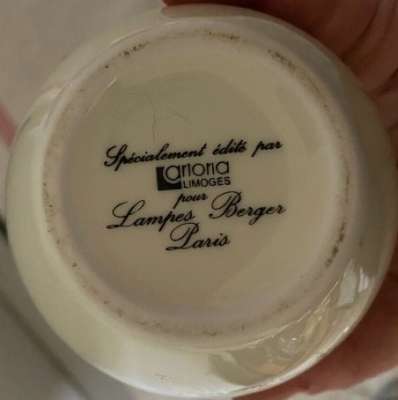 Spécialement édité par
artoria
LIMOGES
pour
Lampes Berger
Paris